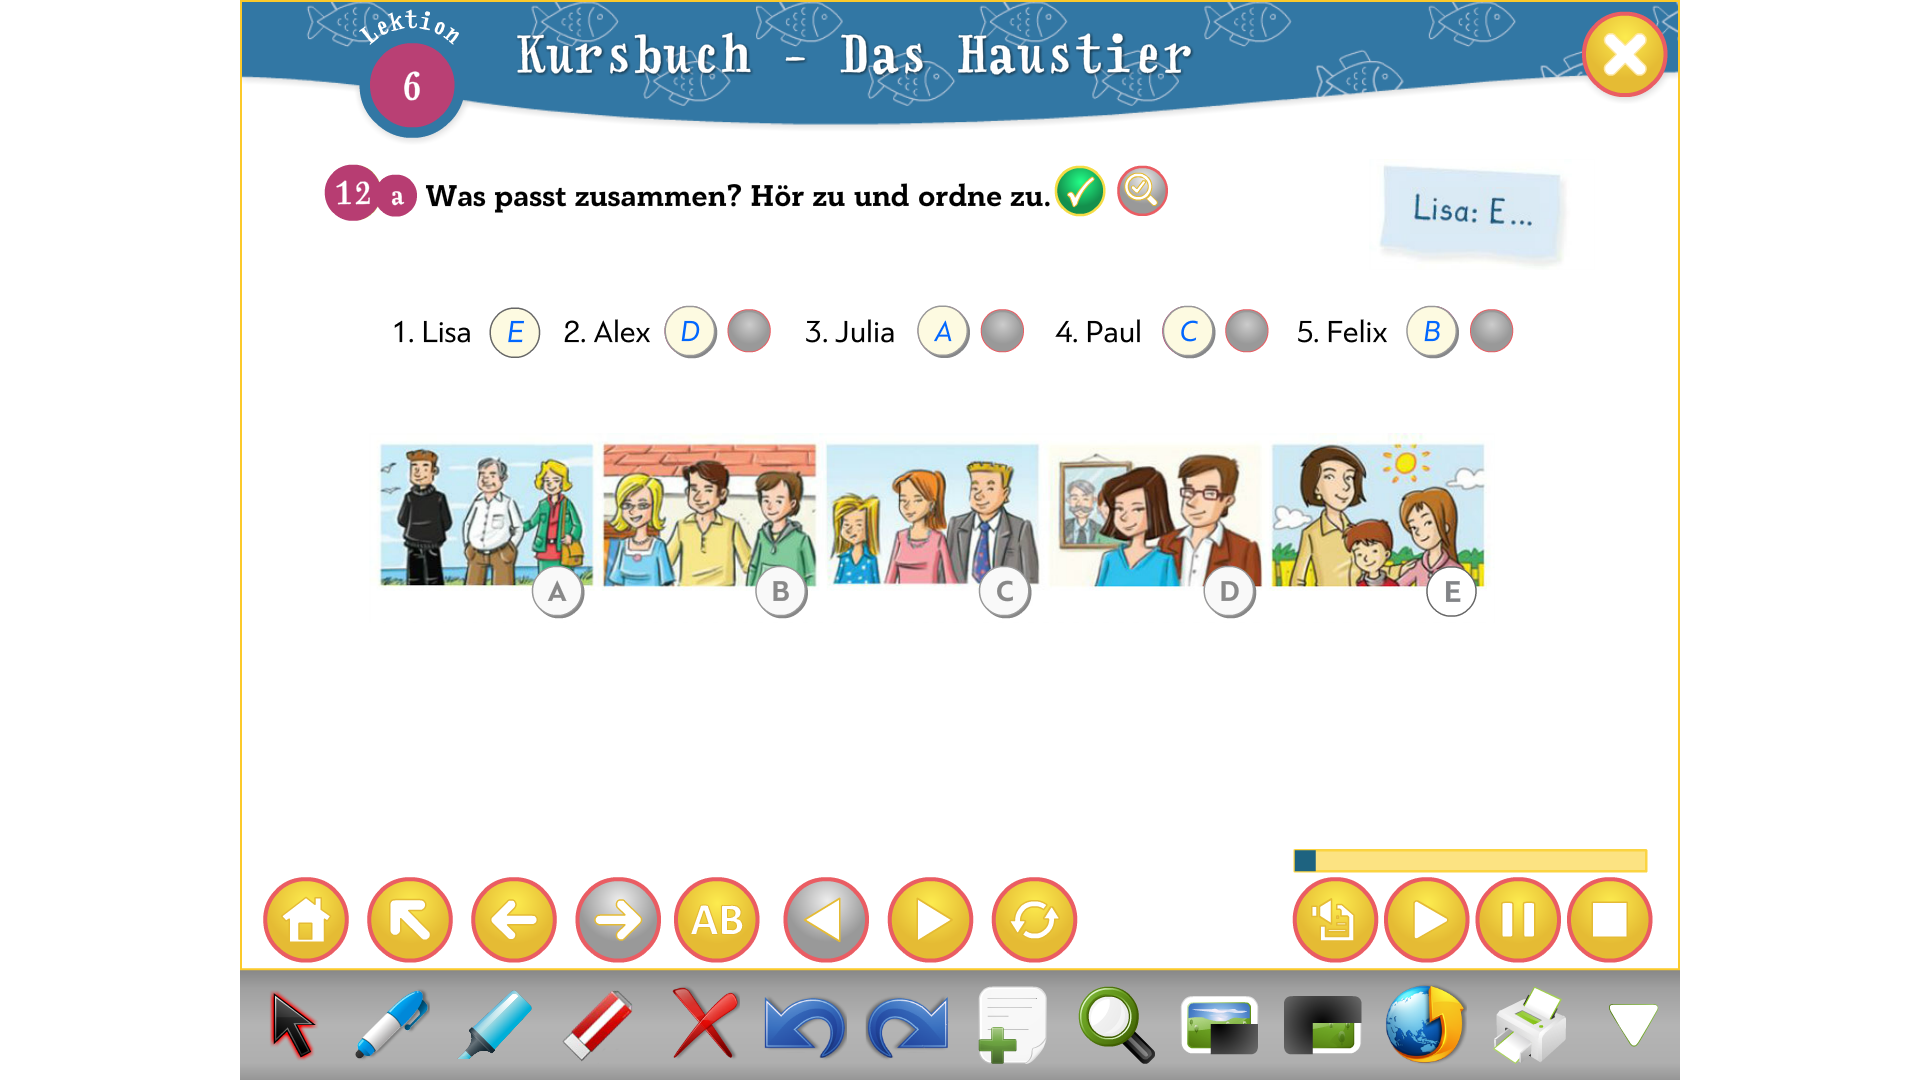 Lektion
6
Kursbuch - Das Haustier
12 a Was passt zusammen? Hör zu und ordne zu.
Lisa: E...
1. Lisa E 2. Alex D 3. Julia A 4. Paul C 5. Felix B
A B C D E
AB